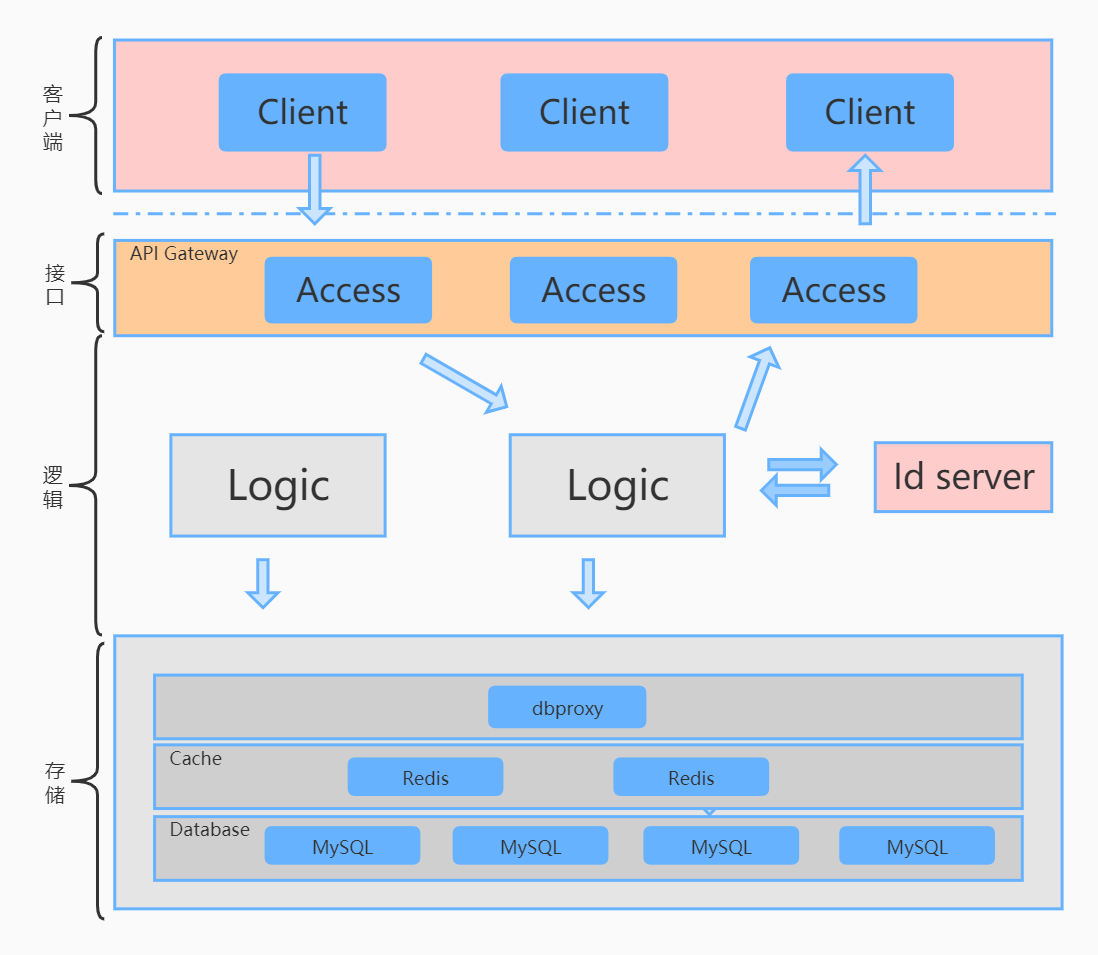 客户端
Client
Client
Client
接口
API Gateway
Access
Access
Access
逻辑
Logic
Logic
Id server
存储
dbproxy
Cache
Redis
Redis
Database
MySQL
MySQL
MySQL
MySQL